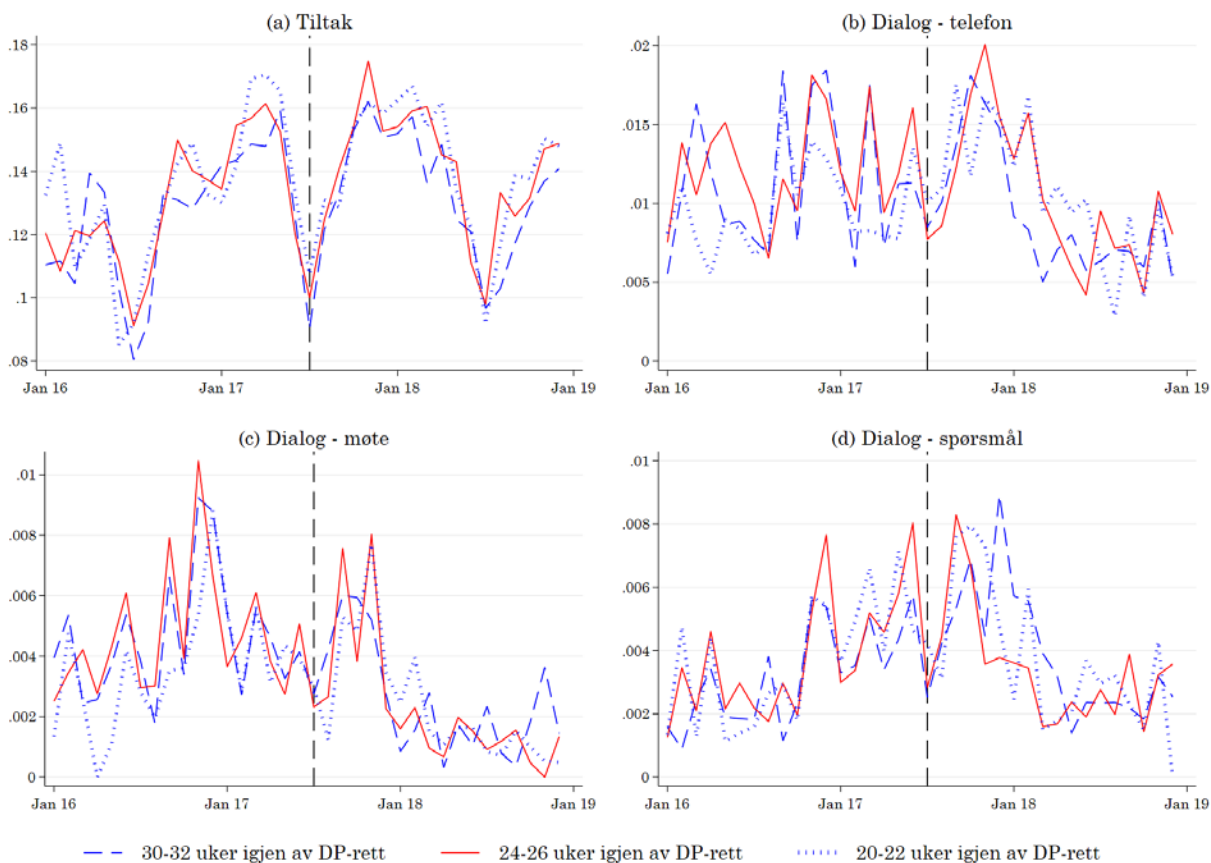 (a) Tiltak
.18
.16
.14
.12
.1
.08
Jan 16 Jan 17 Jan 18 Jan 19
(b) Dialog - telefon
.02
.015
.01
.005
0
Jan 16 Jan 17 Jan 18 Jan 19
(c) Dialog - møte
.01
.008
.006
.004
.002
0
Jan 16 Jan 17 Jan 18 Jan 19
(d) Dialog - spørsmål
.01
.008
.006
.004
.002
0
Jan 16 Jan 17 Jan 18 Jan 19
30-32 uker igjen av DP-rett 24-26 uker igjen av DP-rett 20-22 uker igjen av DP-rett